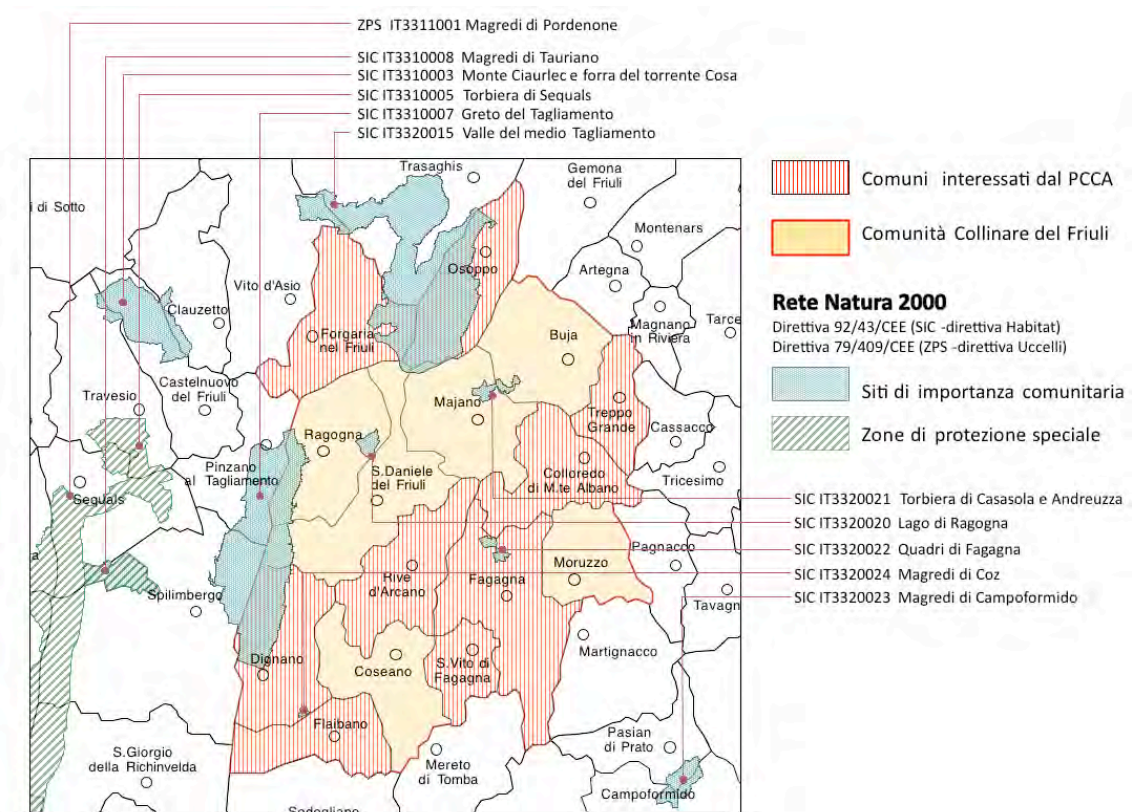 ZPS IT3311001 Magredi di Pordenone
SIC IT3310008 Magredi di Tauriano
SIC IT3310003 Monte Ciaurlec e forra del torrente Cosa
SIC IT3310005 Torbiera di Sequals
SIC IT3310007 Greto del Tagliamento
SIC IT3320015 Valle del medio Tagliamento
Trasaghis
Gemona
del Friuli
i di Sotto
Montenars
Osoppo
Artegna
Vito d'Asio
Clauzetto
Forgaria
nel Friuli
Buja
Magnano
in Riviera
Tarce
Castelnuovo
del Friuli
Travesio
Majano
Treppo
Grande
Cassacco
Ragogna
Pinzano
al Tagliamento
S.Daniele
del Friuli
Colloredo
di M.te Albano
Tricesimo
Sequals
a
Pagnacco
Moruzzo
Rive
d'Arcano
Fagagna
Spilimbergo
Tavagn
Martignacco
Dignano
Coseano
S.Vito di
Fagagna
Flaibano
Pasian
di Prato
S.Giorgio
della Richinvelda
Mereto
di Tomba
Campoformido
Sedegliano
Comuni interessati dal PCCA
Comunità Collinare del Friuli
Rete Natura 2000
Direttiva 92/43/CEE (SIC -direttiva Habitat)
Direttiva 79/409/CEE (ZPS -direttiva Uccelli)
Siti di importanza comunitaria
Zone di protezione speciale
SIC IT3320021 Torbiera di Casasola e Andreuzza
SIC IT3320020 Lago di Ragogna
SIC IT3320022 Quadri di Fagagna
SIC IT3320024 Magredi di Coz
SIC IT3320023 Magredi di Campoformido